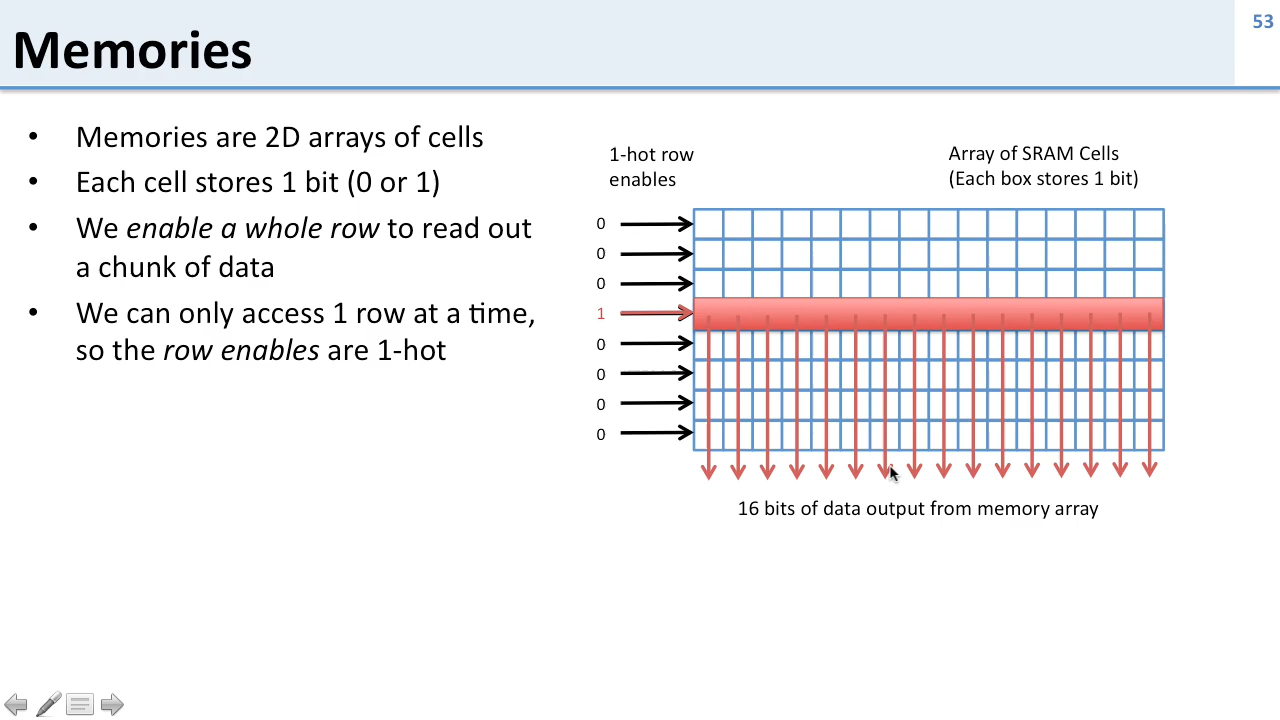 53
Memories
• Memories are 2D arrays of cells
• Each cell stores 1 bit (0 or 1)
• We enable a whole row to read out
a chunk of data
• We can only access 1 row at a time,
so the row enables are 1-hot
1-hot row
enables
Array of SRAM Cells
(Each box stores 1 bit)
0
0
0
1
0
0
0
0
16 bits of data output from memory array